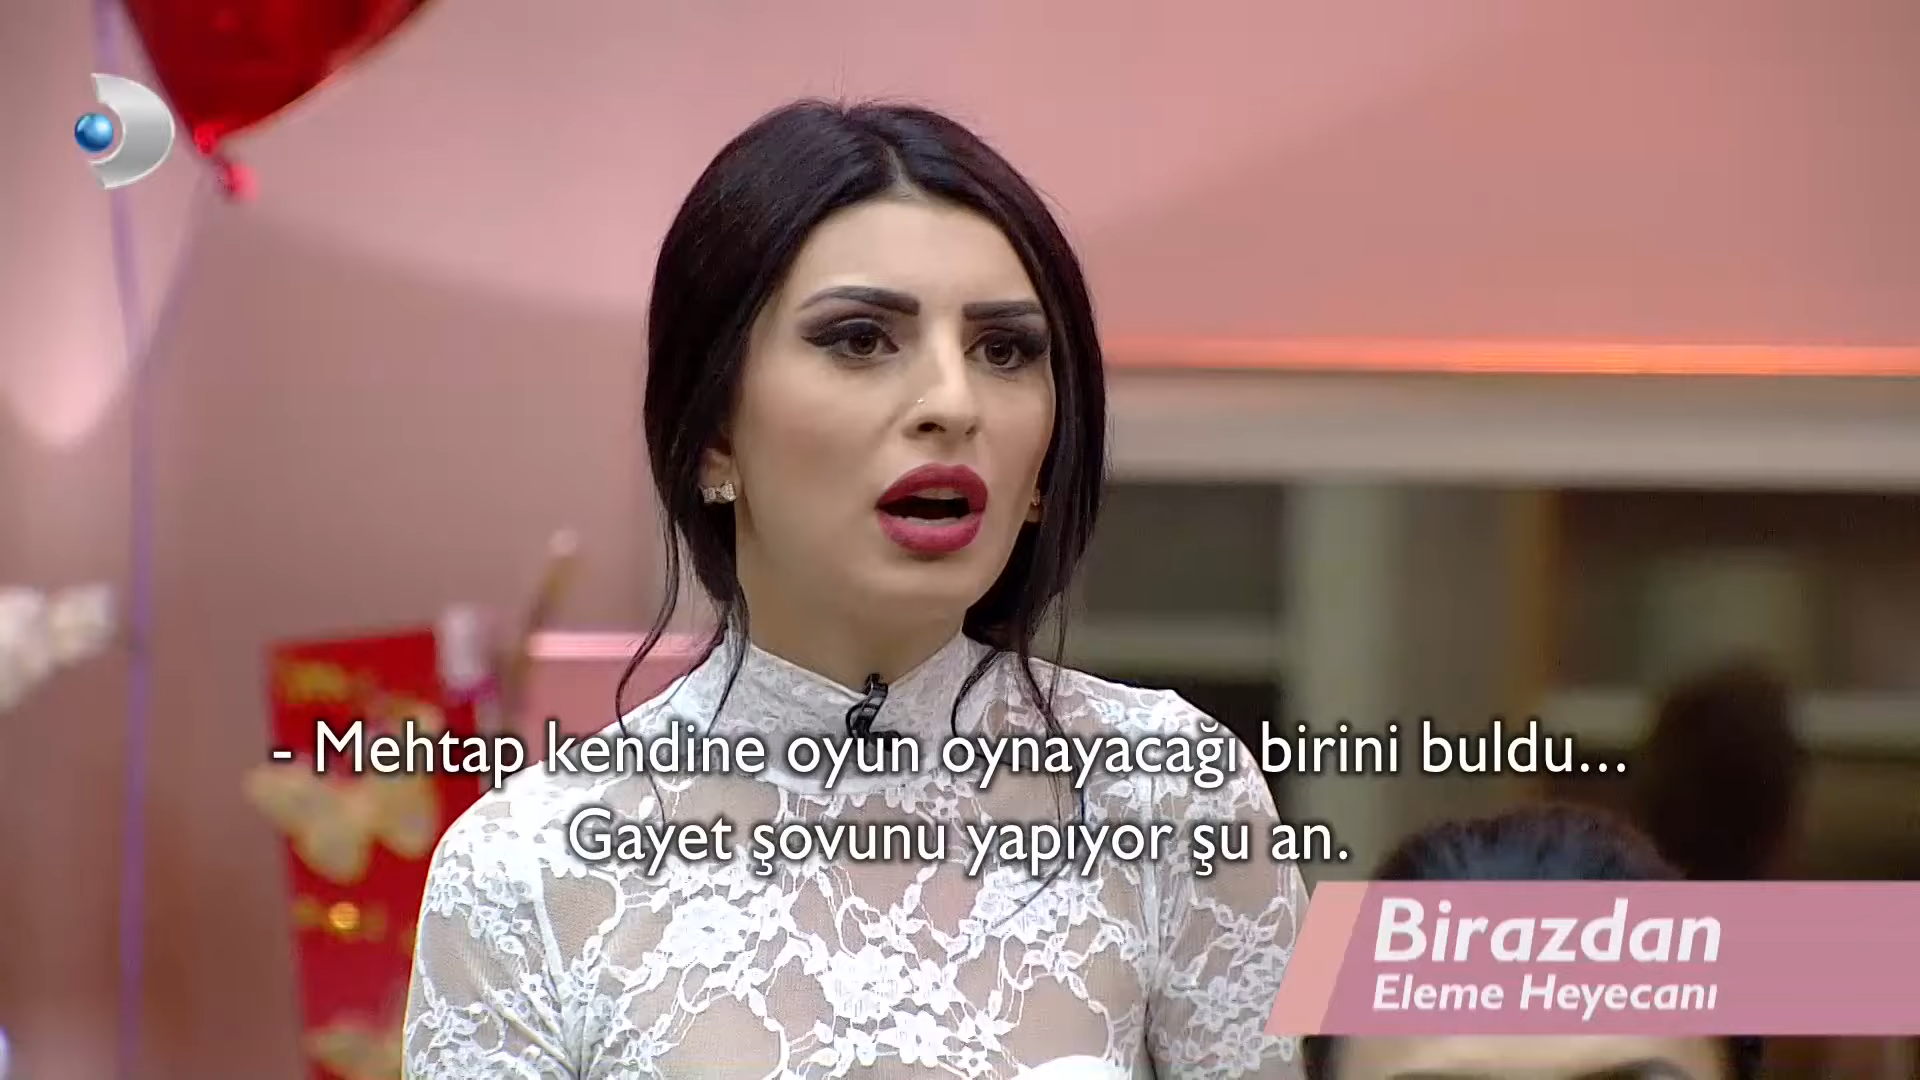 - Mehtap kendine oyun oynayacağı birini buldu...
Gayet şovunu yapıyor şu an.
Birazdan
Eleme Heyecanı